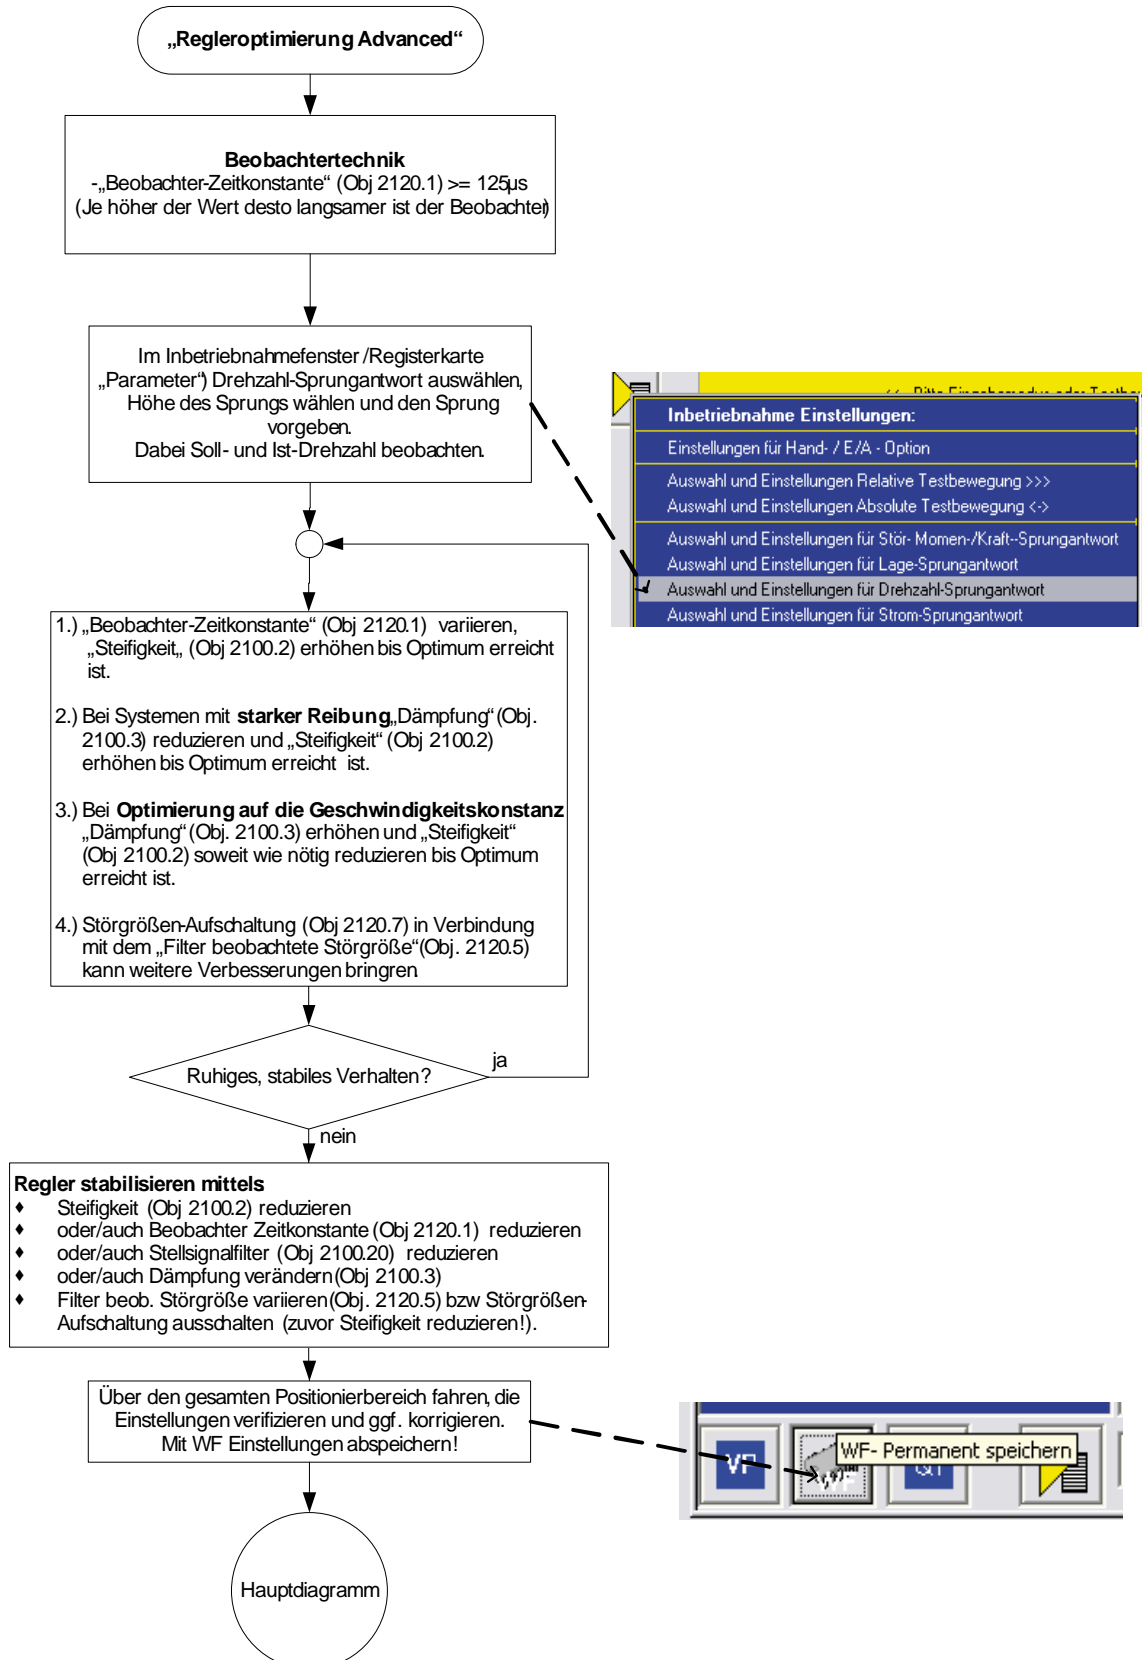 „Regleroptimierung Advanced“
Beobachtertechnik
-„Beobachter-Zeitkonstante“ (Obj 2120.1) >= 125µs
(Je höher der Wert desto langsamer ist der Beobachter)
Im Inbetriebnahmefenster /Registerkarte
„Parameter“) Drehzahl-Sprungantwort auswählen,
Höhe des Sprungs wählen und den Sprung
vorgeben.
Dabei Soll- und Ist-Drehzahl beobachten.
<<- Bitte Eingabemodus oder
Inbetriebnahme Einstellungen:
Einstellungen für Hand- / E/A - Option
Auswahl und Einstellungen Relative Testbewegung >>>
Auswahl und Einstellungen Absolute Testbewegung <->
Auswahl und Einstellungen für Stör- Momen-/Kraft--Sprungantwort
Auswahl und Einstellungen für Lage-Sprungantwort
Auswahl und Einstellungen für Drehzahl-Sprungantwort
Auswahl und Einstellungen für Strom-Sprungantwort
1.) „Beobachter-Zeitkonstante“ (Obj 2120.1) variieren,
„Steifigkeit„ (Obj 2100.2) erhöhen bis Optimum erreicht
ist.
2.) Bei Systemen mit starker Reibung „Dämpfung“ (Obj.
2100.3) reduzieren und „Steifigkeit“ (Obj 2100.2)
erhöhen bis Optimum erreicht ist.
3.) Bei Optimierung auf die Geschwindigkeitskonstanz
„Dämpfung“ (Obj. 2100.3) erhöhen und „Steifigkeit“
(Obj 2100.2) soweit wie nötig reduzieren bis Optimum
erreicht ist.
4.) Störgrößen-Aufschaltung (Obj 2120.7) in Verbindung
mit dem „Filter beobachtete Störgröße“ (Obj. 2120.5)
kann weitere Verbesserungen bringren.
Ruhiges, stabiles Verhalten?
ja
nein
Regler stabilisieren mittels
♦ Steifigkeit (Obj 2100.2) reduzieren
♦ oder/auch Beobachter Zeitkonstante (Obj 2120.1) reduzieren
♦ oder/auch Stellsignalfilter (Obj 2100.20) reduzieren
♦ oder/auch Dämpfung verändern (Obj 2100.3)
♦ Filter beob. Störgröße variieren (Obj. 2120.5) bzw Störgrößen-
Aufschaltung ausschalten (zuvor Steifigkeit reduzieren!).
Über den gesamten Positionierbereich fahren, die
Einstellungen verifizieren und ggf. korrigieren.
Mit WF Einstellungen abspeichern!
VP
WF
WF- Permanent speichern
Hauptdiagramm